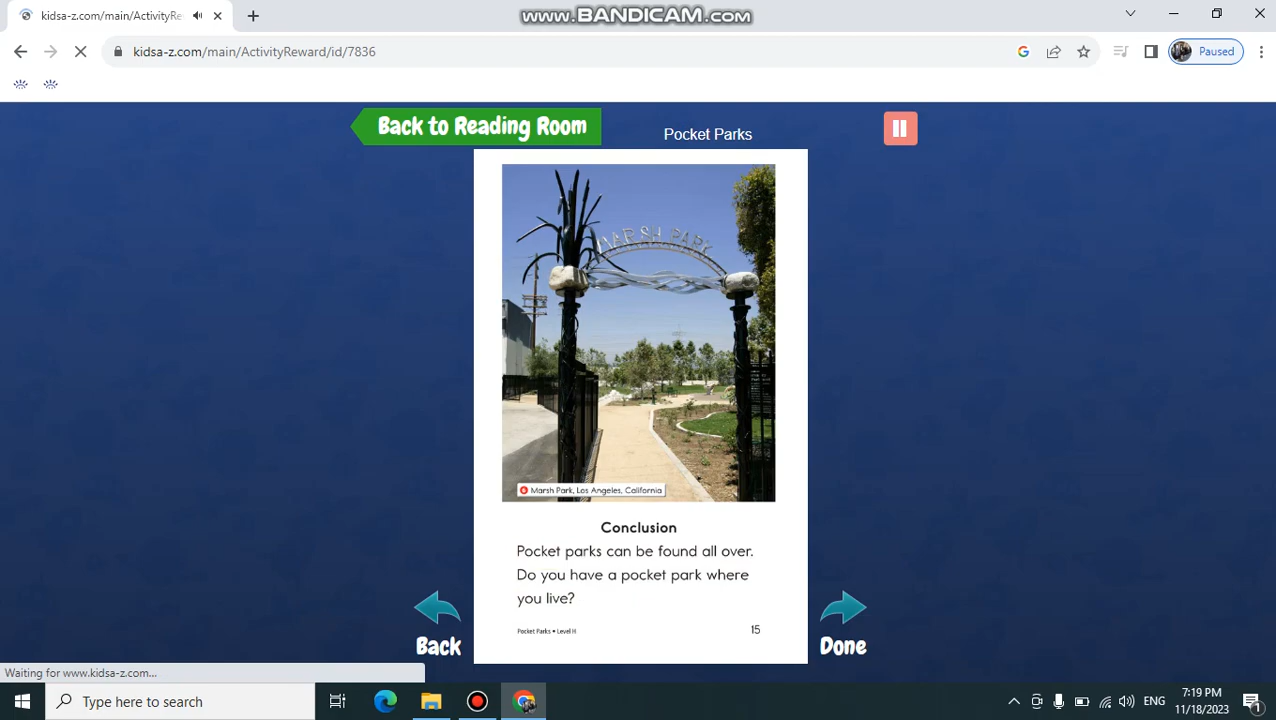 www.BANDICAM.com
kidsa-z.com/main/ActivityRe
kidsa-z.com/main/ActivityReward/id/7836
Paused
Back to Reading Room
Pocket Parks
MARSH PARK
Marsh Park, Los Angeles, California
Conclusion
Pocket parks can be found all over.
Do you have a pocket park where
you live?
Pocket Parks • Level H
15
Back
Done
Waiting for www.kidsa-z.com...
Type here to search
ENG
7:19 PM
11/18/2023
1